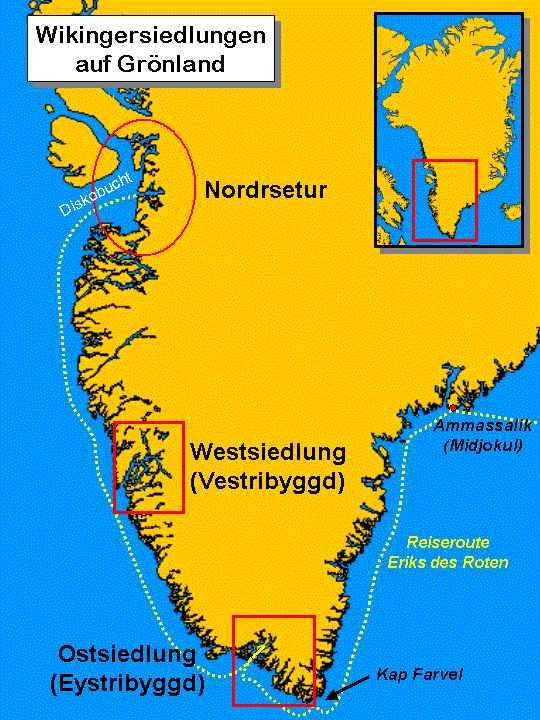 Wikingersiedlungen
auf Grönland
Diskobucht
Nordrsetur
Ammassalik
(Midjokul)
Westsiedlung
(Vestribyggd)
Reiseroute
Eriks des Roten
Ostsiedlung
(Eystribyggd)
Kap Farvel